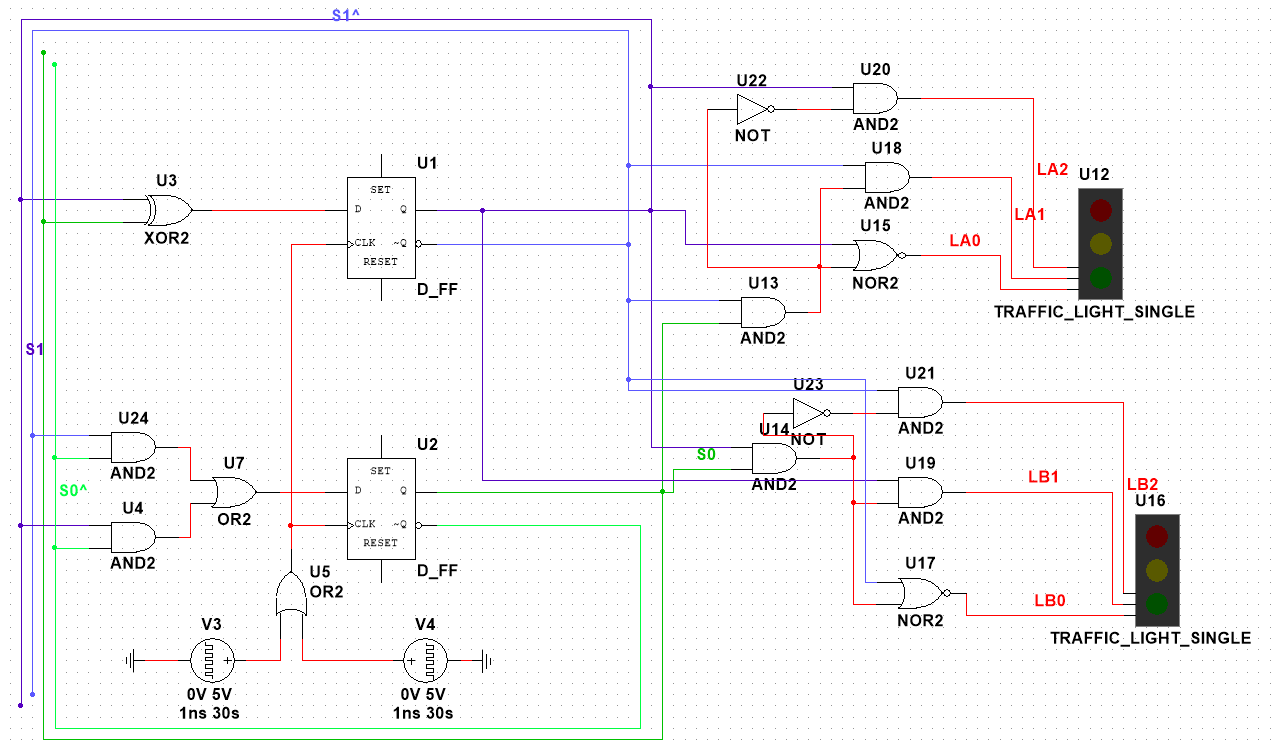 S1^
U20
U22
AND2
NOT
U18
U1
LA2
U12
U3
SET
AND2
LA1
D
Q
U15
XOR2
LA0
CLK
~Q
RESET
NOR2
U13
D_FF
TRAFFIC_LIGHT_SINGLE
AND2
S1
U21
U23
U24
U14
NOT
AND2
U2
S0
U7
U19
AND2
SET
LB1
LB2
S0^
AND2
D
Q
U16
U4
OR2
AND2
CLK
~Q
RESET
AND2
U17
D_FF
U5
OR2
LB0
V3
V4
NOR2
TRAFFIC_LIGHT_SINGLE
+
+
0V 5V
0V 5V
1ns 30s
1ns 30s